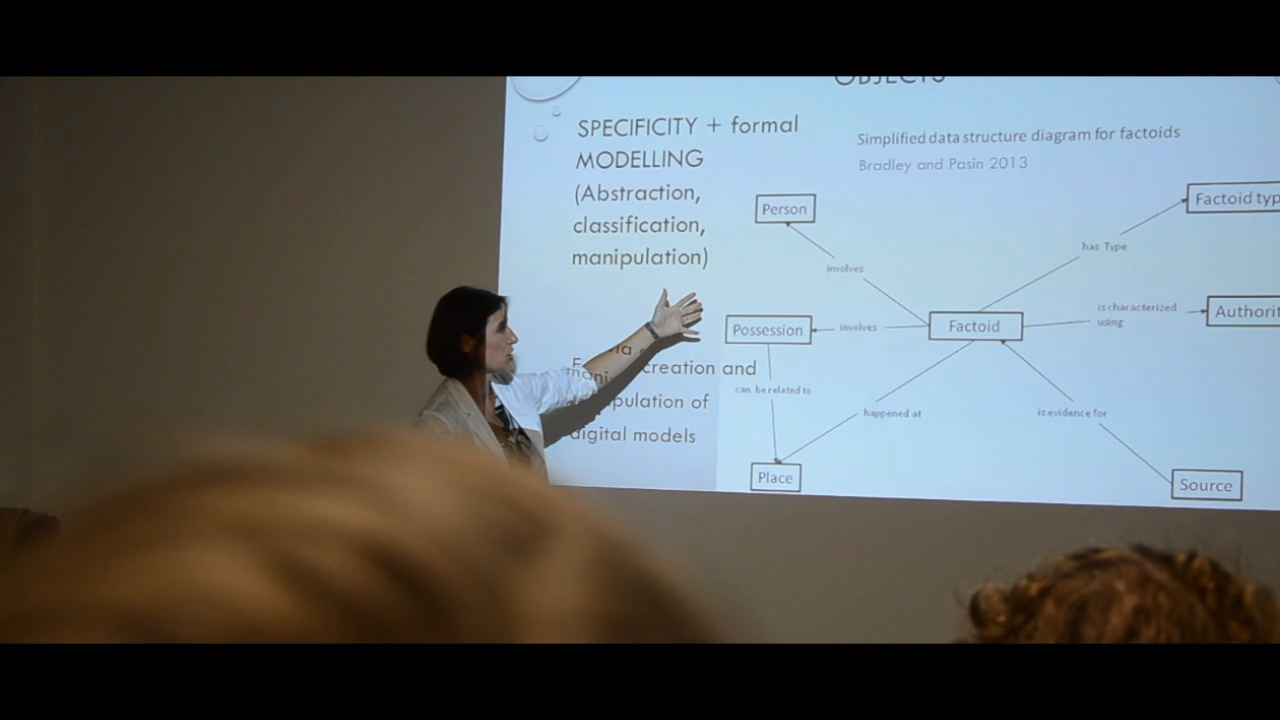 OBJECTS
SPECIFICITY + formal
MODELLING
(Abstraction,
classification,
manipulation)
creation and
manipulation of
digital models
Simplified data structure diagram for factoids
Bradley and Pasin 2013
Person
Factoid typ
involves
has Type
Possession
involves
Factoid
is characterized
using
Authorit
can be related to
happened at
is evidence for
Place
Source